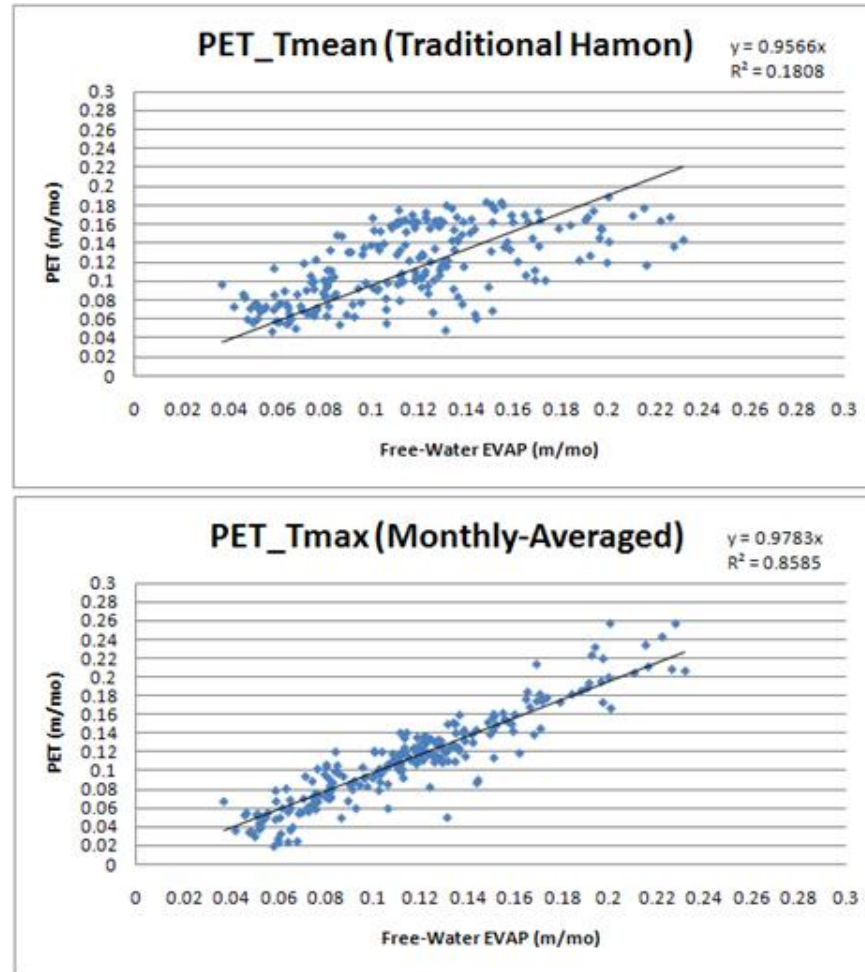 PET_Tmean (Traditional Hamon)
y = 0.9566x
R² = 0.1808
0.3
0.28
0.26
0.24
0.22
0.2
0.18
0.16
0.14
0.12
0.1
0.08
0.06
0.04
0.02
0
PET (m/mo)
0 0.02 0.04 0.06 0.08 0.1 0.12 0.14 0.16 0.18 0.2 0.22 0.24 0.26 0.28 0.3
Free-Water EVAP (m/mo)
PET_Tmax (Monthly-Averaged)
y = 0.9783x
R² = 0.8585
0.3
0.28
0.26
0.24
0.22
0.2
0.18
0.16
0.14
0.12
0.1
0.08
0.06
0.04
0.02
0
PET (m/mo)
0 0.02 0.04 0.06 0.08 0.1 0.12 0.14 0.16 0.18 0.2 0.22 0.24 0.26 0.28 0.3
Free-Water EVAP (m/mo)